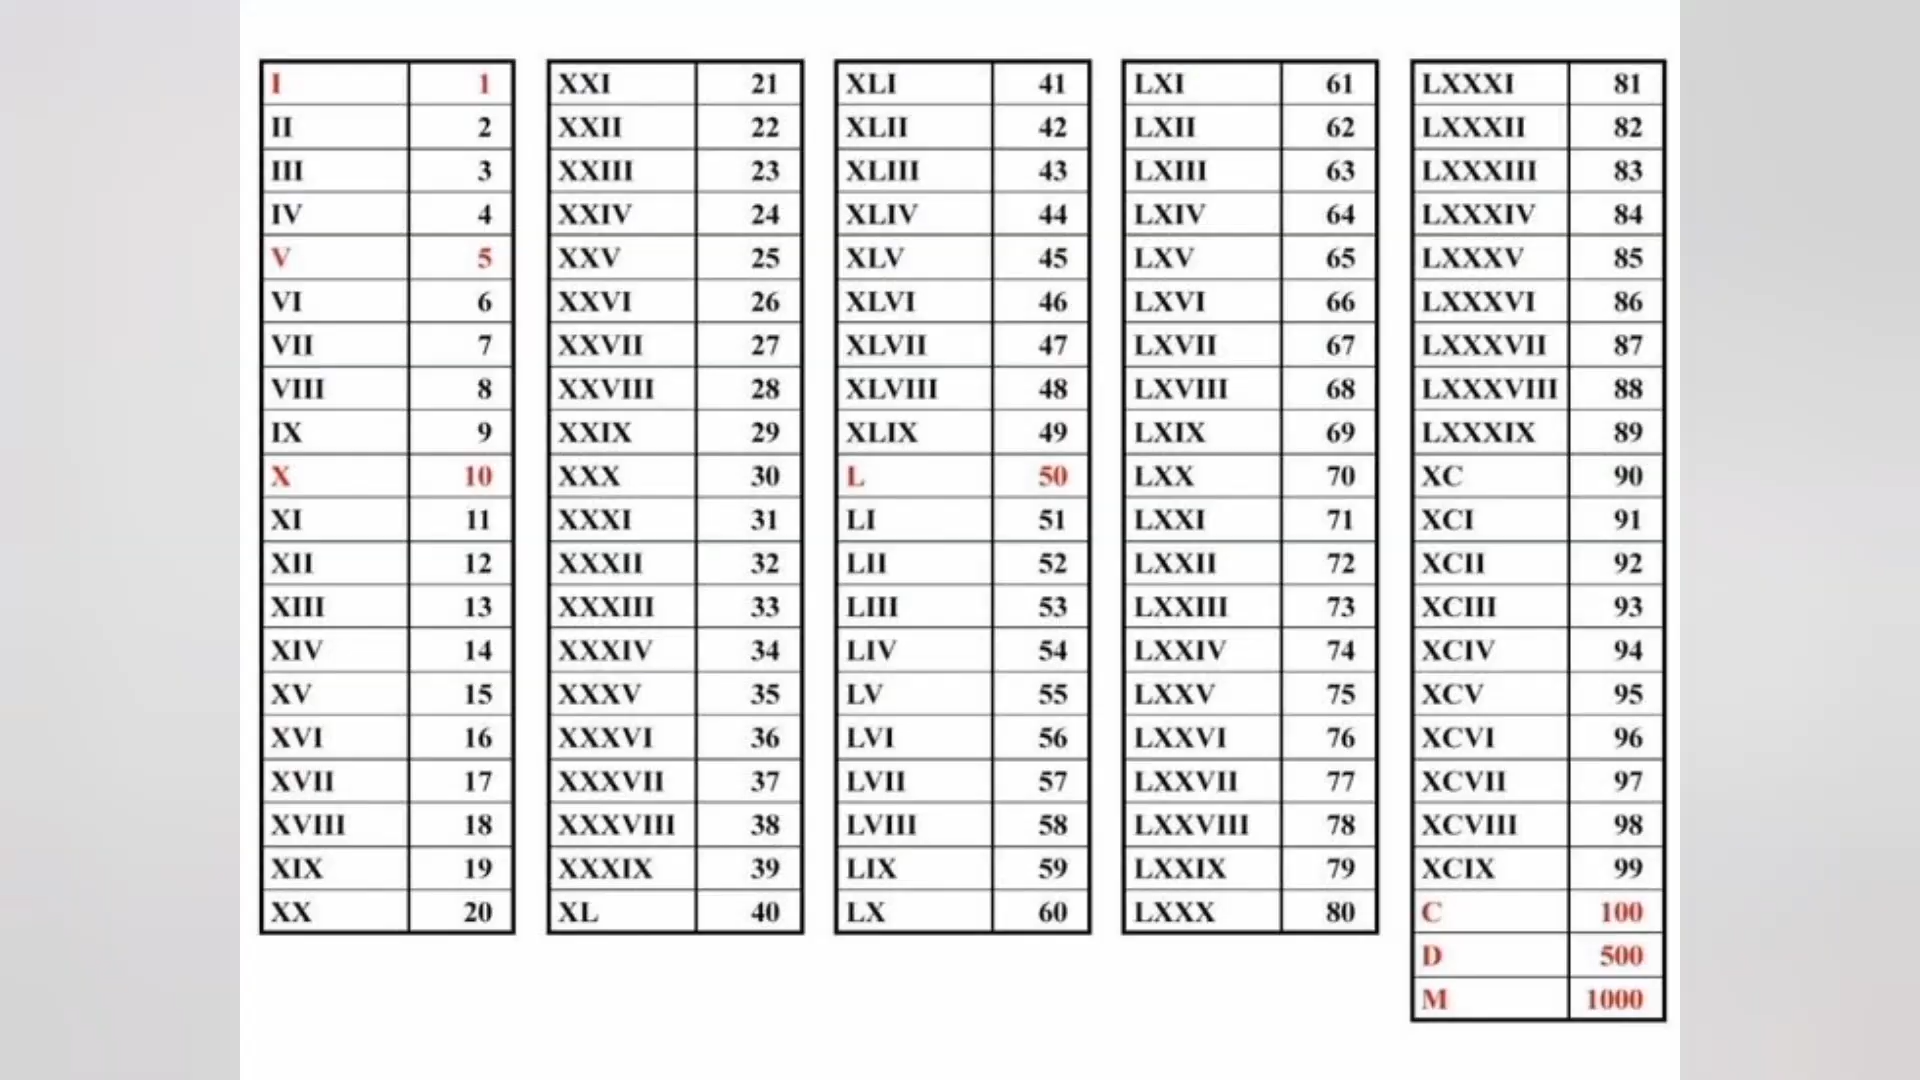 I 1
II 2
III 3
IV 4
V 5
VI 6
VII 7
VIII 8
IX 9
X 10
XI 11
XII 12
XIII 13
XIV 14
XV 15
XVI 16
XVII 17
XVIII 18
XIX 19
XX 20
XXI 21
XXII 22
XXIII 23
XXIV 24
XXV 25
XXVI 26
XXVII 27
XXVIII 28
XXIX 29
XXX 30
XXXI 31
XXXII 32
XXXIII 33
XXXIV 34
XXXV 35
XXXVI 36
XXXVII 37
XXXVIII 38
XXXIX 39
XL 40
XLI 41
XLII 42
XLIII 43
XLIV 44
XLV 45
XLVI 46
XLVII 47
XLVIII 48
XLIX 49
L 50
LI 51
LII 52
LIII 53
LIV 54
LV 55
LVI 56
LVII 57
LVIII 58
LIX 59
LX 60
LXI 61
LXII 62
LXIII 63
LXIV 64
LXV 65
LXVI 66
LXVII 67
LXVIII 68
LXIX 69
LXX 70
LXXI 71
LXXII 72
LXXIII 73
LXXIV 74
LXXV 75
LXXVI 76
LXXVII 77
LXXVIII 78
LXXIX 79
LXXX 80
LXXXI 81
LXXXII 82
LXXXIII 83
LXXXIV 84
LXXXV 85
LXXXVI 86
LXXXVII 87
LXXXVIII 88
LXXXIX 89
XC 90
XCI 91
XCII 92
XCIII 93
XCIV 94
XCV 95
XCVI 96
XCVII 97
XCVIII 98
XCIX 99
C 100
D 500
M 1000